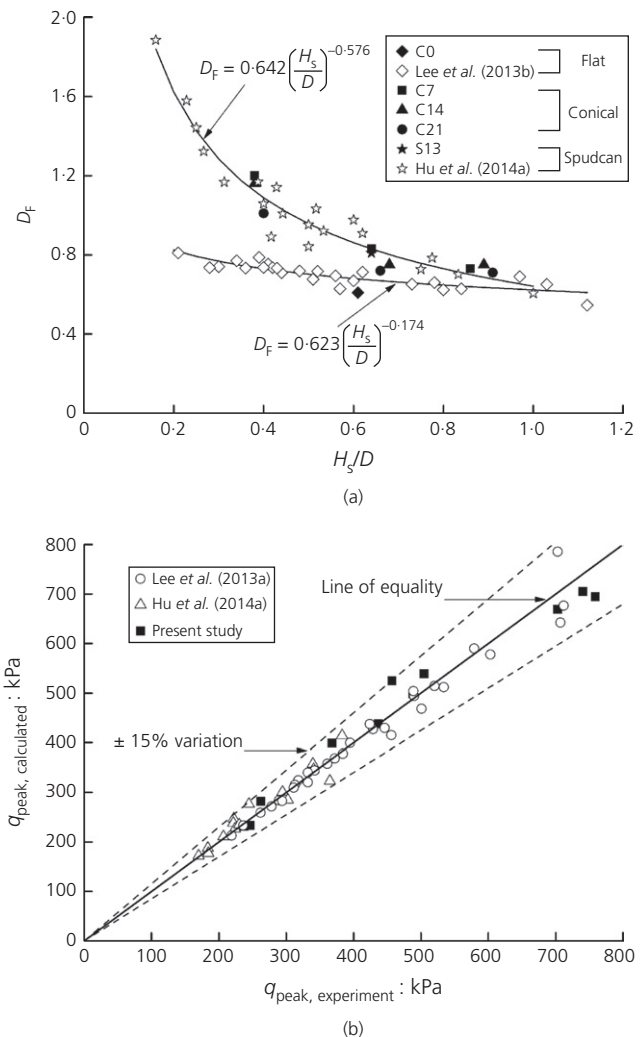 2·0
1·6
1·2
0·8
0·4
0
D_F
D_F = 0·642 (H_s/D)^−0·576
C0
Lee et al. (2013b)
Flat
C7
C14
C21
Conical
S13
Hu et al. (2014a)
Spudcan
D_F = 0·623 (H_s/D)^−0·174
0 0·2 0·4 0·6 0·8 1·0 1·2
H_s/D
(a)
800
700
600
500
400
300
200
100
0
q_peak, calculated : kPa
Lee et al. (2013a)
Hu et al. (2014a)
Present study
Line of equality
± 15% variation
0 100 200 300 400 500 600 700 800
q_peak, experiment : kPa
(b)